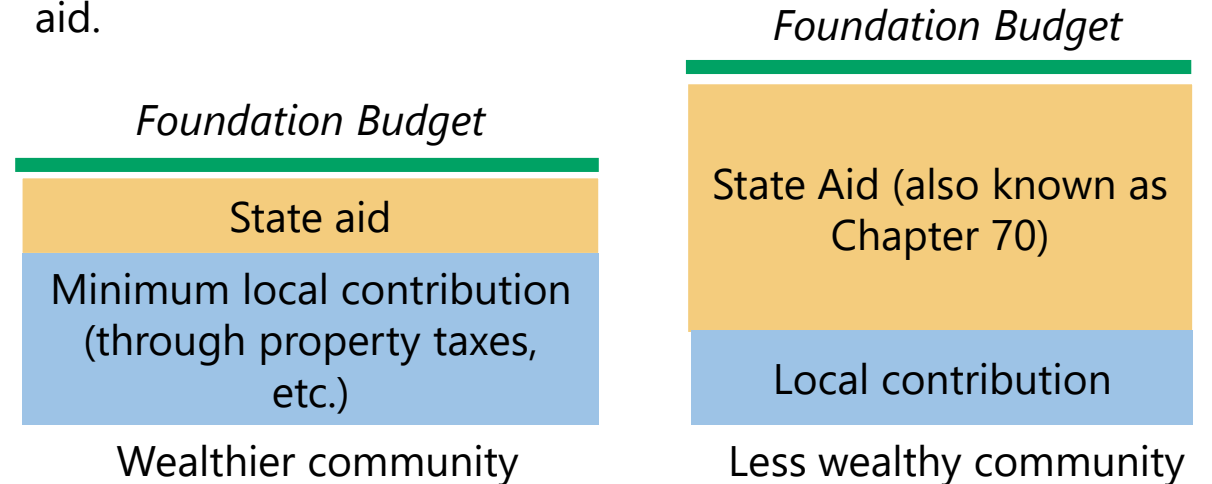 aid.
Foundation Budget
State aid
Minimum local contribution
(through property taxes,
etc.)
Wealthier community
Foundation Budget
State Aid (also known as
Chapter 70)
Local contribution
Less wealthy community